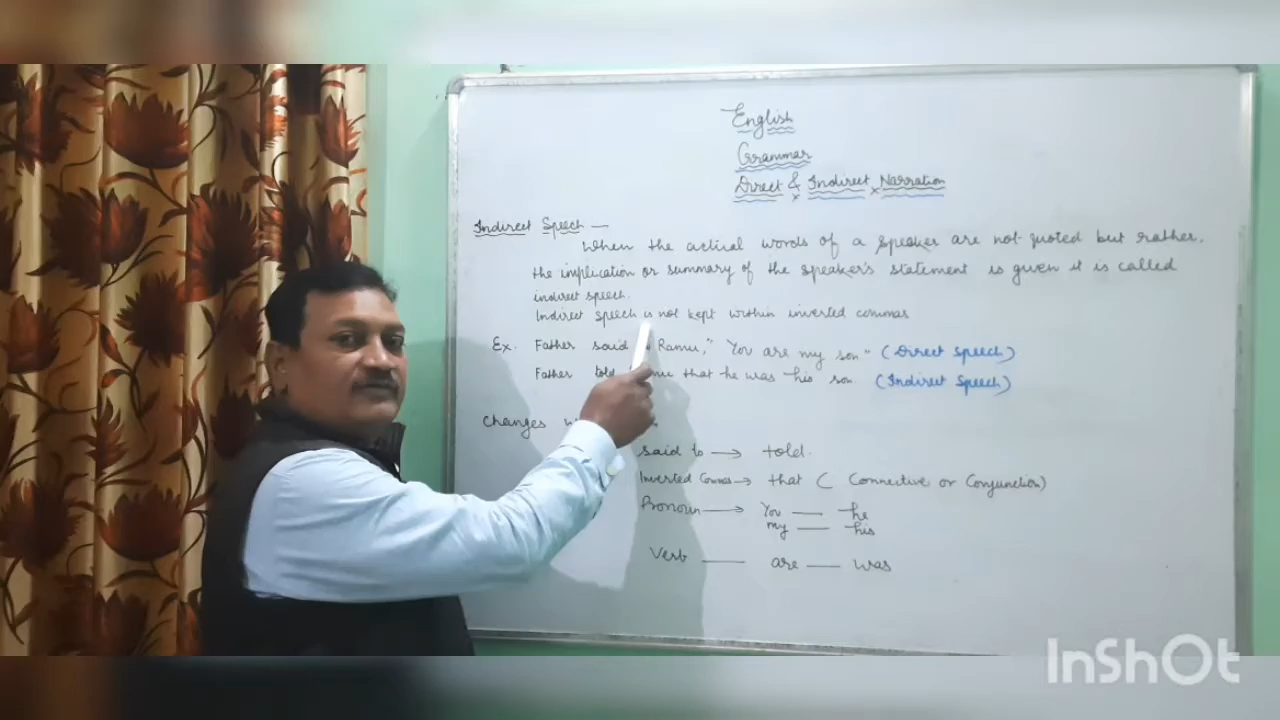 English
Grammar
Direct & Indirect Narration
Indirect Speech —
When the actual words of a speaker are not quoted but rather,
the implication or summary of the speaker's statement is given it is called
indirect speech.
Indirect speech is not kept within inverted commas
Ex. Father said Ramu," You are my son" (Direct Speech)
Father told that he was his son (Indirect Speech)
Changes
said to → told.
Inverted Commas → that ( Connective or Conjunction)
Pronoun → You — he
my — his
Verb — are — was
InShOt